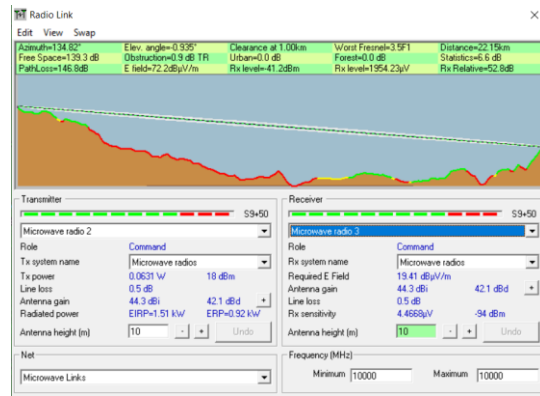 Radio Link
Edit View Swap
Azimuth=134.82° Elev. angle=-0.935° Clearance at 1.00km Worst Fresnel=3.5F1 Distance=22.15km
Free Space=139.3 dB Obstruction=0.9 dB TR Urban=0.0 dB Forest=0.0 dB Statistics=6.6 dB
PathLoss=146.8dB E field=72.2dBµV/m Rx level=-41.2dBm Rx level=1954.23µV Rx Relative=52.8dB
Transmitter
S9+50
Microwave radio 2
Role Command
Tx system name Microwave radios
Tx power 0.0631 W 18 dBm
Line loss 0.5 dB
Antenna gain 44.3 dBi 42.1 dBd +
Radiated power EIRP=1.51 kW ERP=0.92 kW
Antenna height (m) 10 - + Undo
Net
Microwave Links
Receiver
S9+50
Microwave radio 3
Role Command
Rx system name Microwave radios
Required E Field 19.41 dBµV/m
Antenna gain 44.3 dBi 42.1 dBd +
Line loss 0.5 dB
Rx sensitivity 4.4668µV -94 dBm
Antenna height (m) 10 - + Undo
Frequency (MHz)
Minimum 10000 Maximum 10000